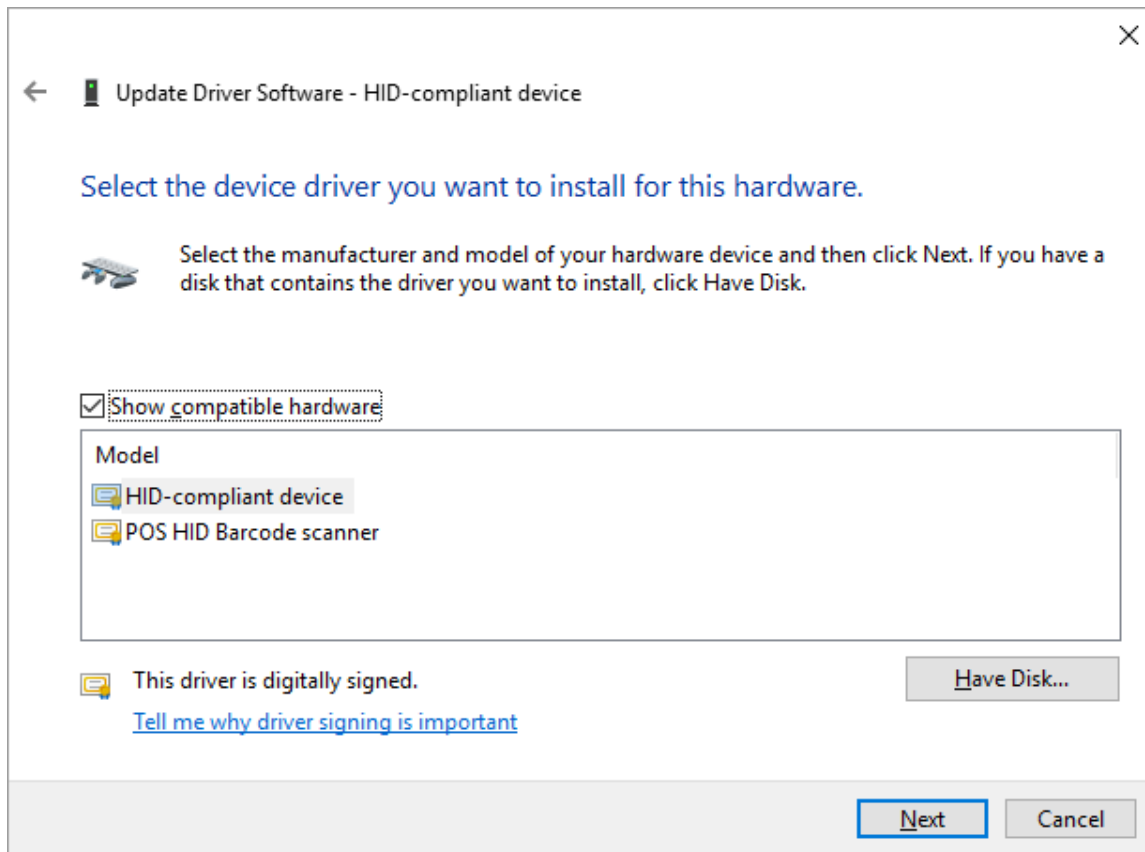 Update Driver Software - HID-compliant device
Select the device driver you want to install for this hardware.
Select the manufacturer and model of your hardware device and then click Next. If you have a
disk that contains the driver you want to install, click Have Disk.
Show compatible hardware
Model
HID-compliant device
POS HID Barcode scanner
This driver is digitally signed.
Have Disk...
Tell me why driver signing is important
Next
Cancel